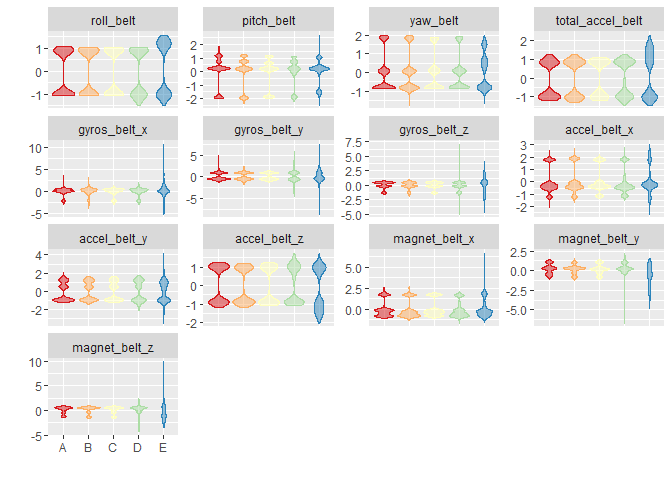 roll_belt pitch_belt yaw_belt total_accel_belt
1 0 -1
2 1 0 -1 -2
2 1 0 -1
2 1 0 -1
gyros_belt_x gyros_belt_y gyros_belt_z accel_belt_x
10 5 0 -5
5 0 -5
7.5 5.0 2.5 0.0 -2.5 -5.0
3 2 1 0 -1 -2
accel_belt_y accel_belt_z magnet_belt_x magnet_belt_y
4 2 0 -2
1 0 -1 -2
5.0 2.5 0.0
2.5 0.0 -2.5 -5.0
magnet_belt_z
10 5 0 -5
A B C D E